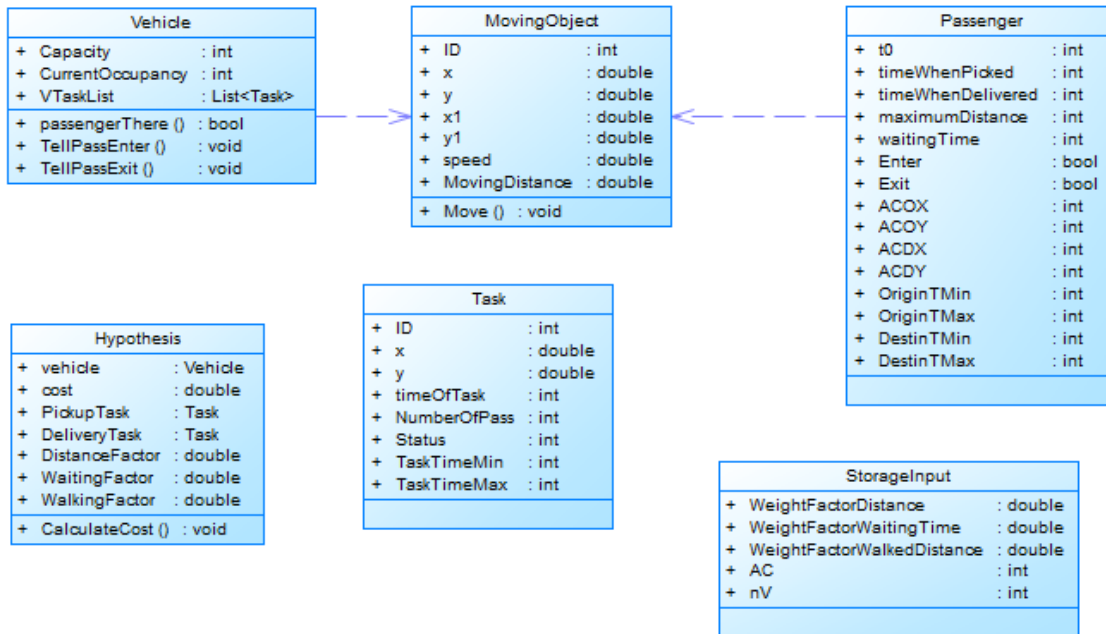 Vehicle
+ Capacity : int
+ CurrentOccupancy : int
+ VTaskList : List<Task>
+ passengerThere () : bool
+ TellPassEnter () : void
+ TellPassExit () : void
MovingObject
+ ID : int
+ x : double
+ y : double
+ x1 : double
+ y1 : double
+ speed : double
+ MovingDistance : double
+ Move () : void
Passenger
+ t0 : int
+ timeWhenPicked : int
+ timeWhenDelivered : int
+ maximumDistance : int
+ waitingTime : int
+ Enter : bool
+ Exit : bool
+ ACOX : int
+ ACOY : int
+ ACDX : int
+ ACDY : int
+ OriginTMin : int
+ OriginTMax : int
+ DestinTMin : int
+ DestinTMax : int
Hypothesis
+ vehicle : Vehicle
+ cost : double
+ PickupTask : Task
+ DeliveryTask : Task
+ DistanceFactor : double
+ WaitingFactor : double
+ WalkingFactor : double
+ CalculateCost () : void
Task
+ ID : int
+ x : double
+ y : double
+ timeOfTask : int
+ NumberOfPass : int
+ Status : int
+ TaskTimeMin : int
+ TaskTimeMax : int
StorageInput
+ WeightFactorDistance : double
+ WeightFactorWaitingTime : double
+ WeightFactorWalkedDistance : double
+ AC : int
+ nV : int